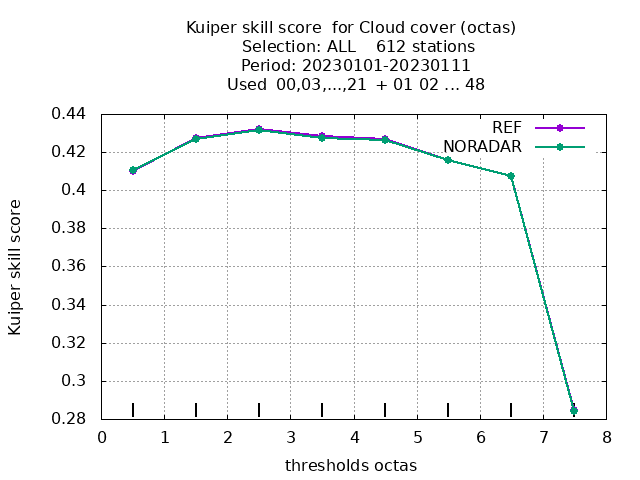 Kuiper skill score  for Cloud cover (octas)
Selection: ALL    612 stations
Period: 20230101-20230111
Used  00,03,...,21  + 01 02 ... 48
REF
NORADAR
0.44
0.42
0.4
0.38
0.36
0.34
0.32
0.3
0.28
Kuiper skill score
0 1 2 3 4 5 6 7 8
thresholds octas